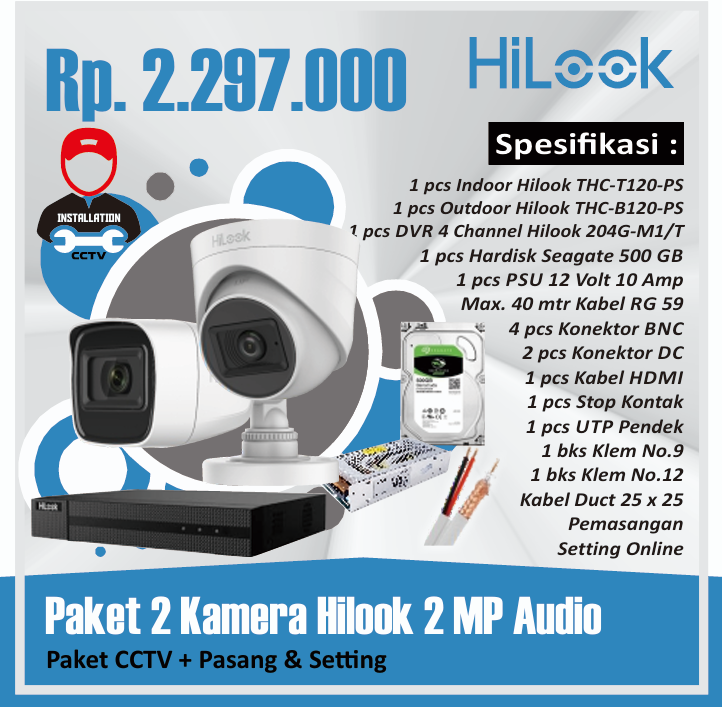 Rp. 2.297.000
HiLook
Spesifikasi :
INSTALLATION
CCTV
1 pcs Indoor Hilook THC-T120-PS
1 pcs Outdoor Hilook THC-B120-PS
1 pcs DVR 4 Channel Hilook 204G-M1/T
1 pcs Hardisk Seagate 500 GB
1 pcs PSU 12 Volt 10 Amp
Max. 40 mtr Kabel RG 59
4 pcs Konektor BNC
2 pcs Konektor DC
1 pcs Kabel HDMI
1 pcs Stop Kontak
1 pcs UTP Pendek
1 bks Klem No.9
1 bks Klem No.12
Kabel Duct 25 x 25
Pemasangan
Setting Online
HiLook
HiLook
Paket 2 Kamera Hilook 2 MP Audio
Paket CCTV + Pasang & Setting